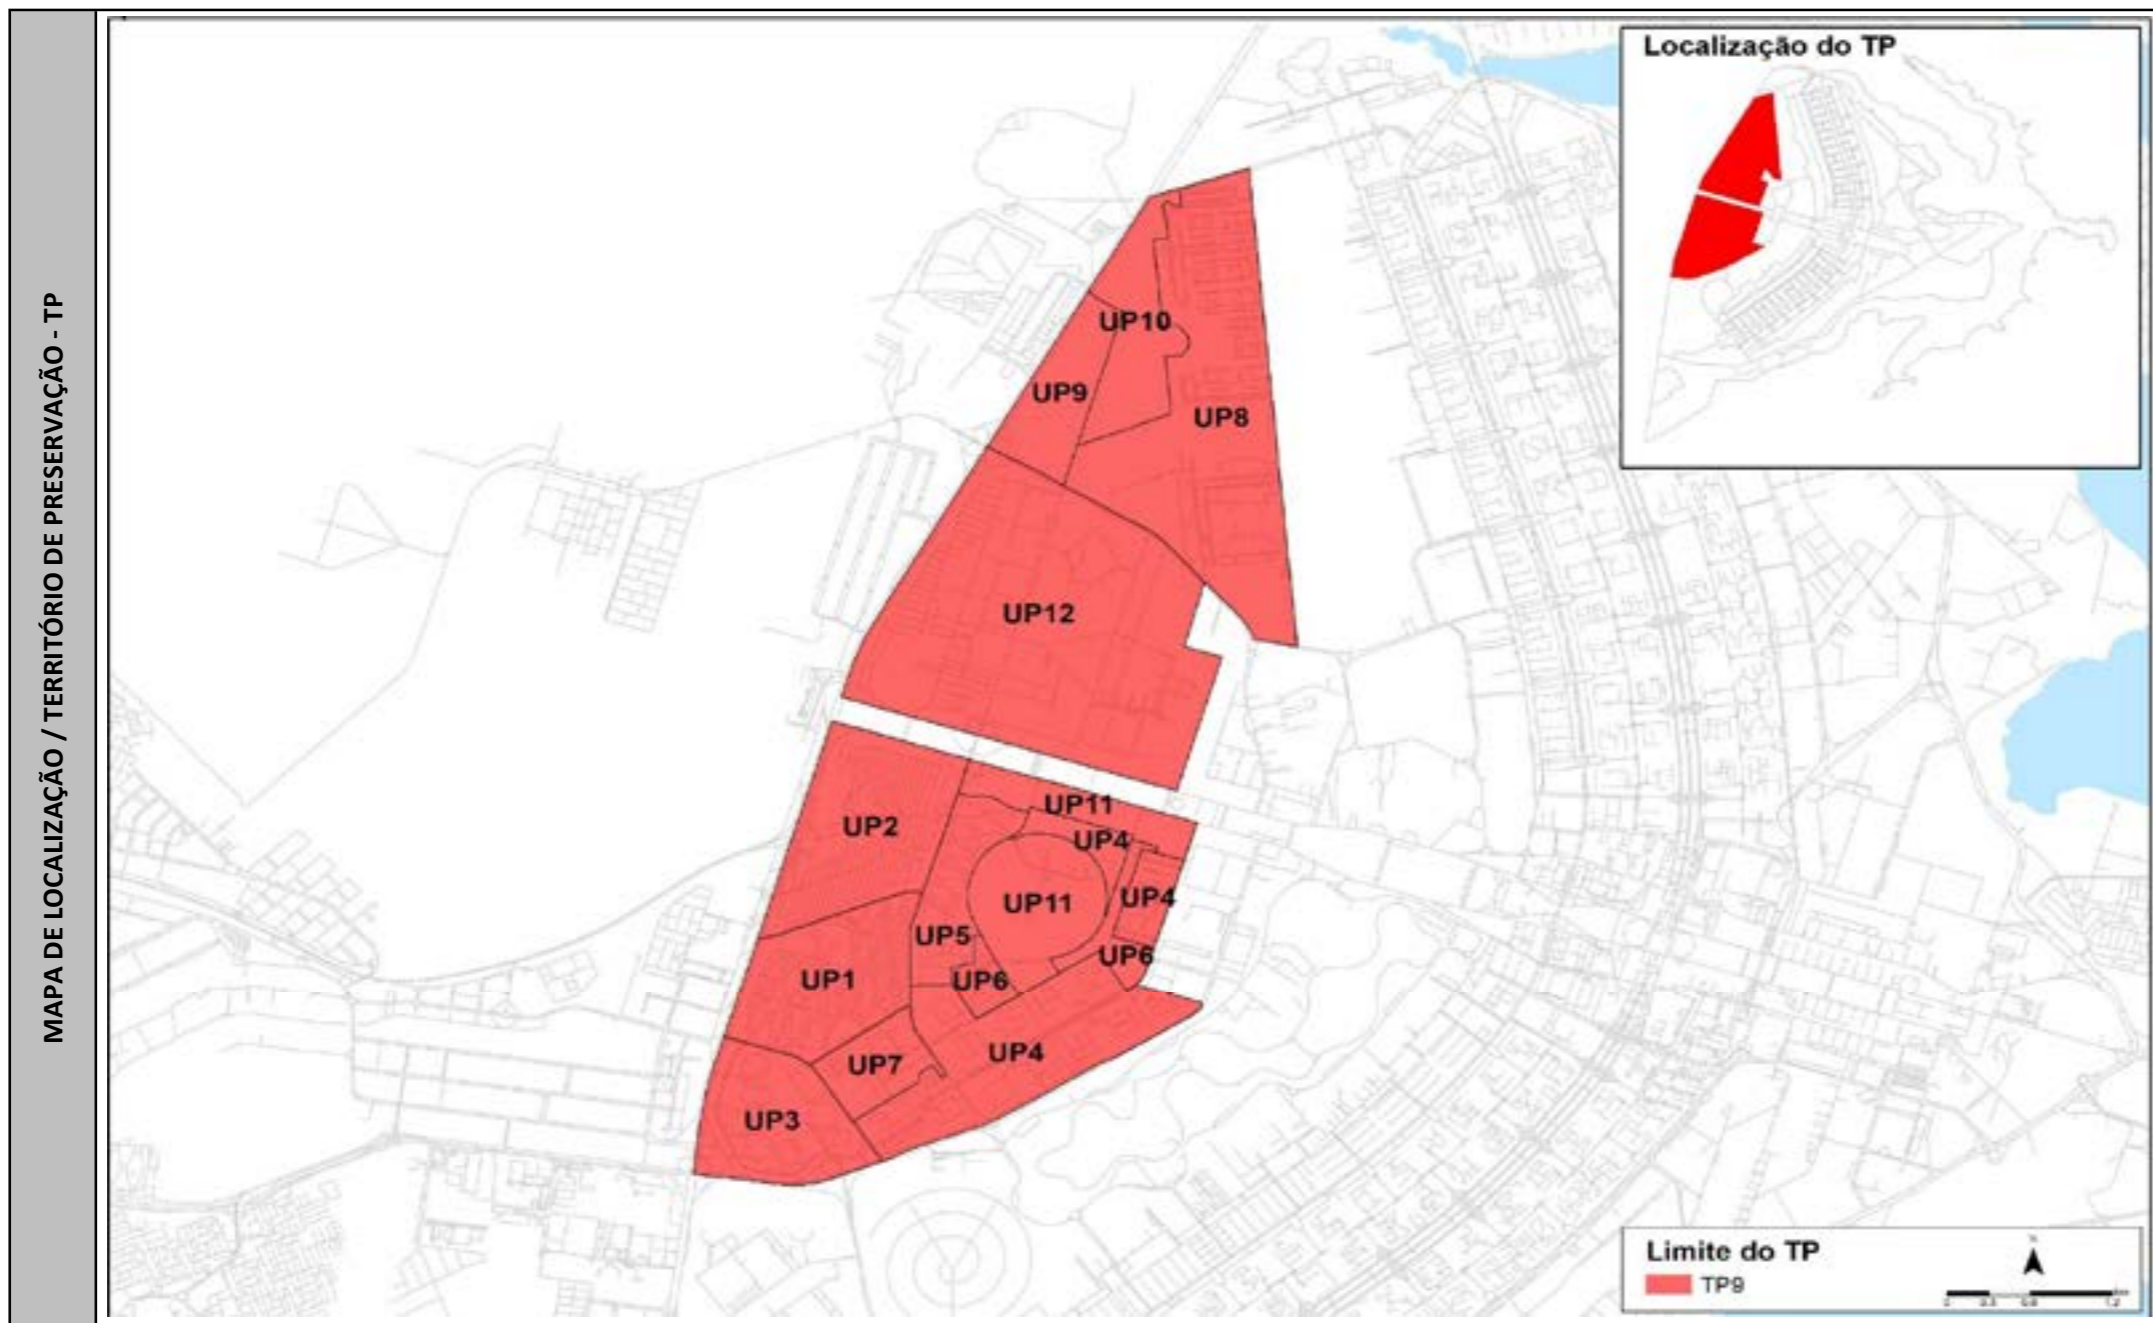 MAPA DE LOCALIZAÇÃO / TERRITÓRIO DE PRESERVAÇÃO - TP
Localização do TP
UP10
UP9
UP8
UP12
UP11
UP2
UP4
UP11
UP4
UP5
UP6
UP1
UP6
UP4
UP7
UP3
Limite do TP
TP9